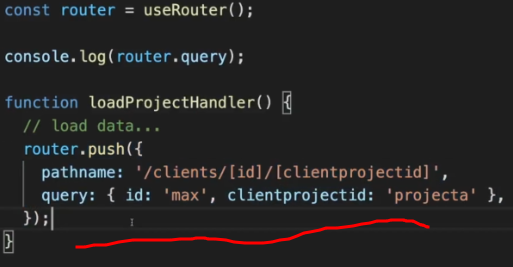 const router = useRouter();
console.log(router.query);
function loadProjectHandler() {
// load data...
router.push({
pathname: '/clients/[id]/[clientprojectid]',
query: { id: 'max', clientprojectid: 'projecta' },
});
}